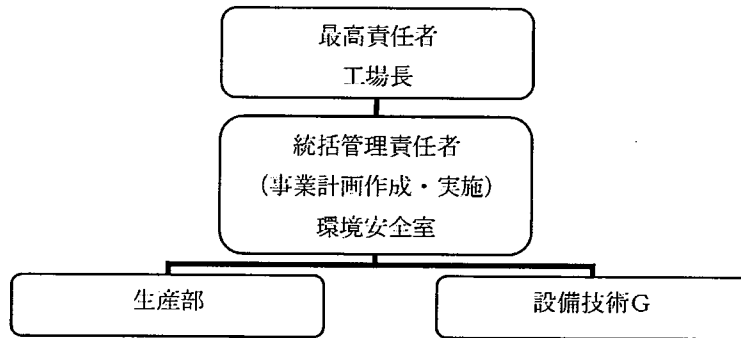 最高責任者
工場長
統括管理責任者
(事業計画作成・実施)
環境安全室
生産部
設備技術G